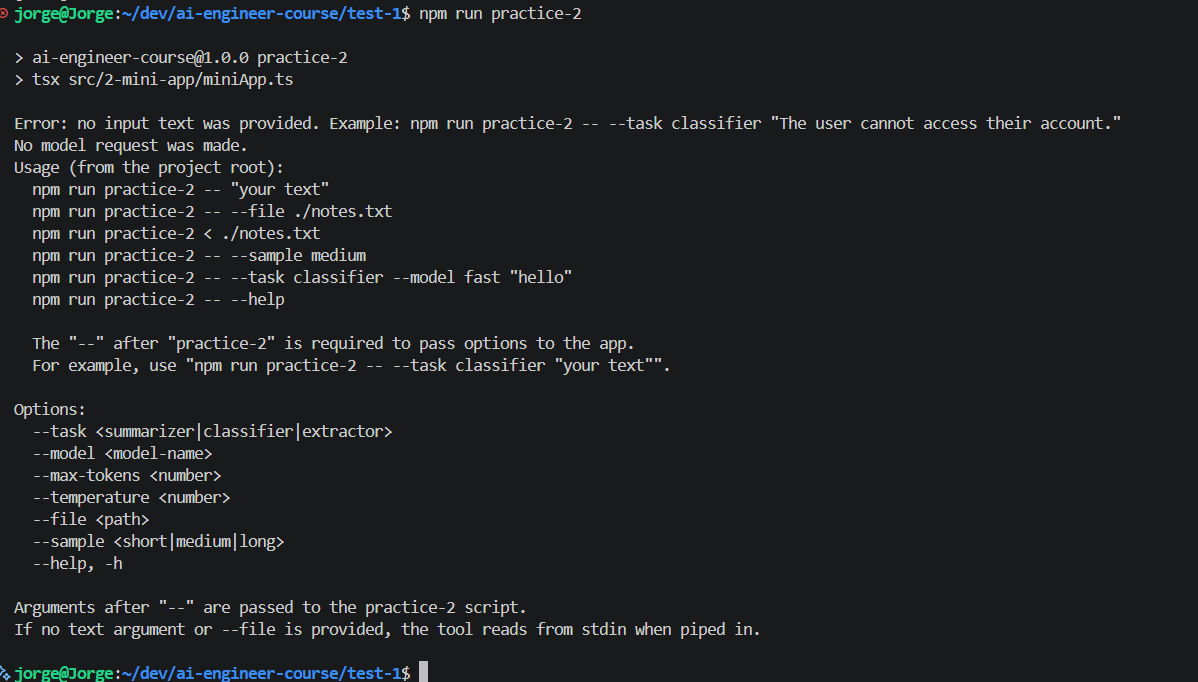 jorge@Jorge:~/dev/ai-engineer-course/test-1$ npm run practice-2
> ai-engineer-course@1.0.0 practice-2
> tsx src/2-mini-app/miniApp.ts
Error: no input text was provided. Example: npm run practice-2 -- --task classifier "The user cannot access their account."
No model request was made.
Usage (from the project root):
  npm run practice-2 -- "your text"
  npm run practice-2 -- --file ./notes.txt
  npm run practice-2 < ./notes.txt
  npm run practice-2 -- --sample medium
  npm run practice-2 -- --task classifier --model fast "hello"
  npm run practice-2 -- --help
  The "--" after "practice-2" is required to pass options to the app.
  For example, use "npm run practice-2 -- --task classifier "your text"".
Options:
  --task <summarizer|classifier|extractor>
  --model <model-name>
  --max-tokens <number>
  --temperature <number>
  --file <path>
  --sample <short|medium|long>
  --help, -h
Arguments after "--" are passed to the practice-2 script.
If no text argument or --file is provided, the tool reads from stdin when piped in.
jorge@Jorge:~/dev/ai-engineer-course/test-1$